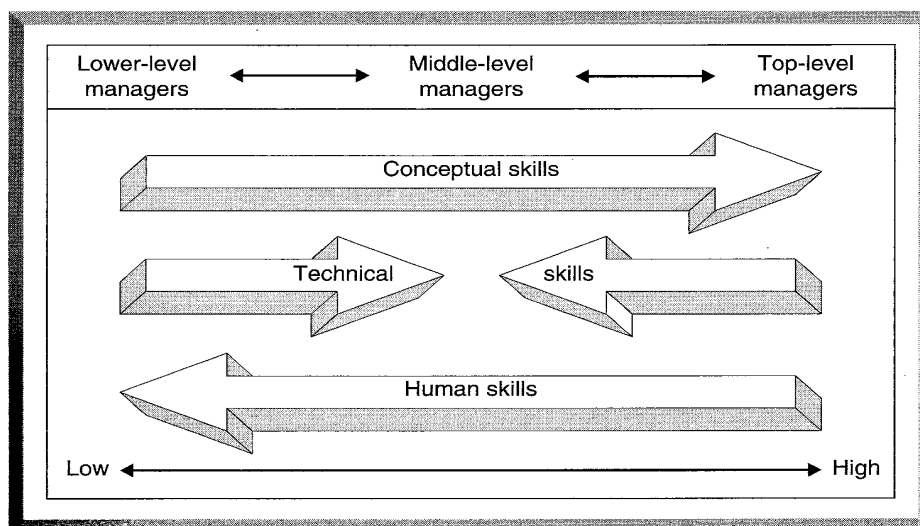 Lower-level Middle-level Top-level
managers managers managers
Conceptual skills
Technical skills
Human skills
Low High